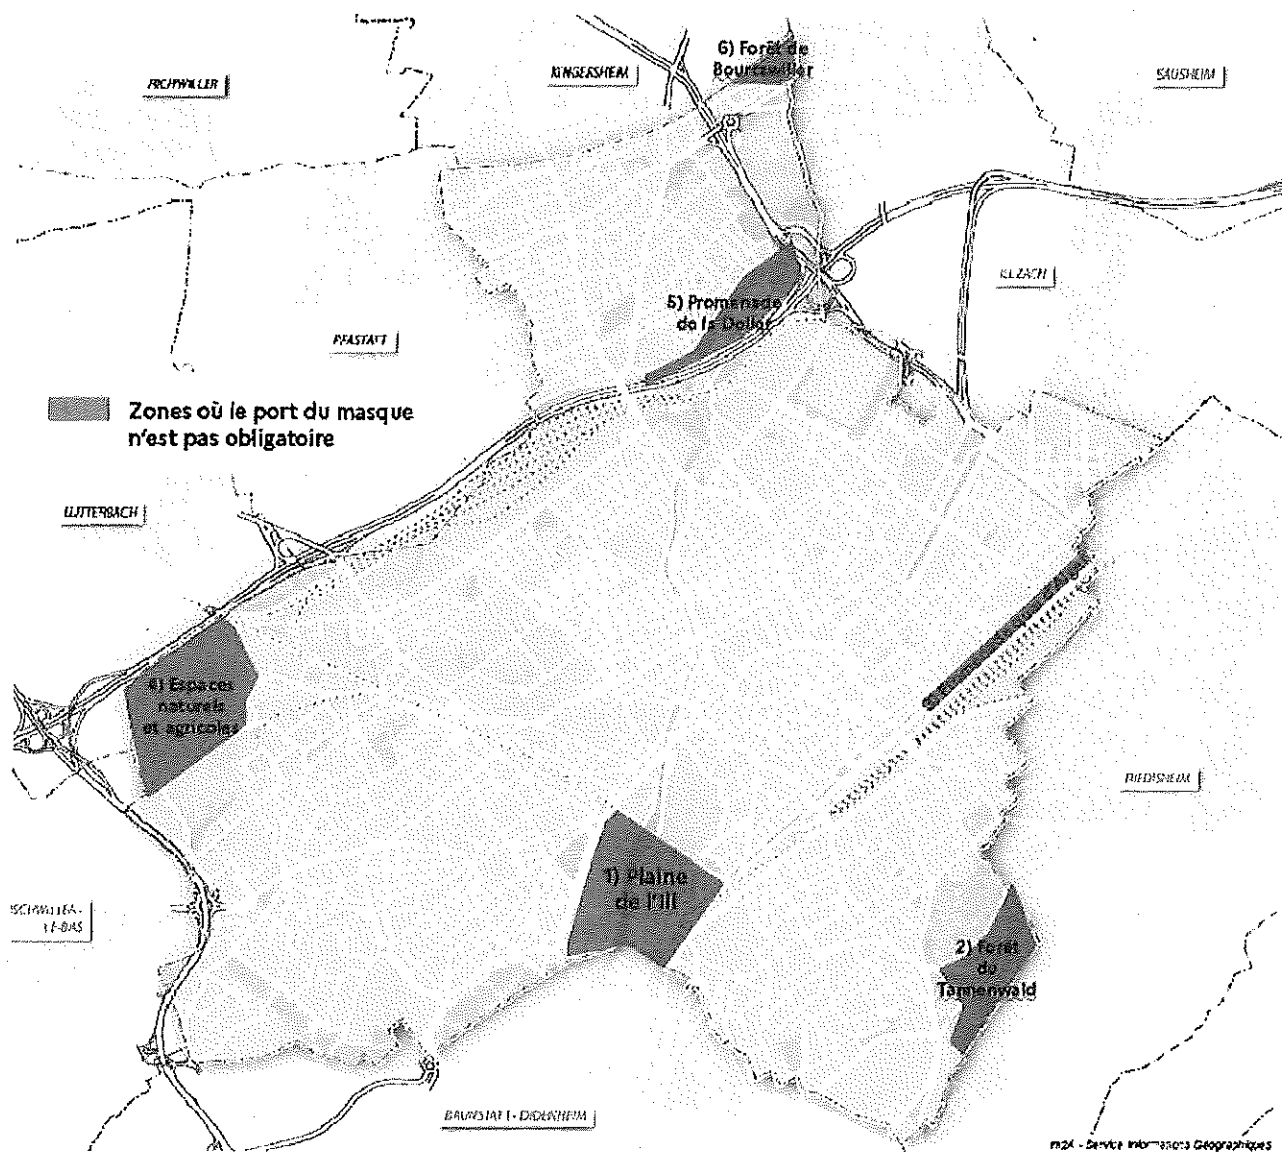 6) Forêt de
Bourtzwiller
KINGERSHEIM
SAUSHEIM
RICHWILLER
ILLZACH
5) Promenade
de la Doller
PFASTATT
Zones où le port du masque
n'est pas obligatoire
LUTTERBACH
4) Espaces
naturels
et agricoles
RIEDISHEIM
1) Plaine
de l'Ill
2) Forêt
du
Tannenwald
BRUNSTATT - DIDENHEIM
m2A - Service Informations Géographiques